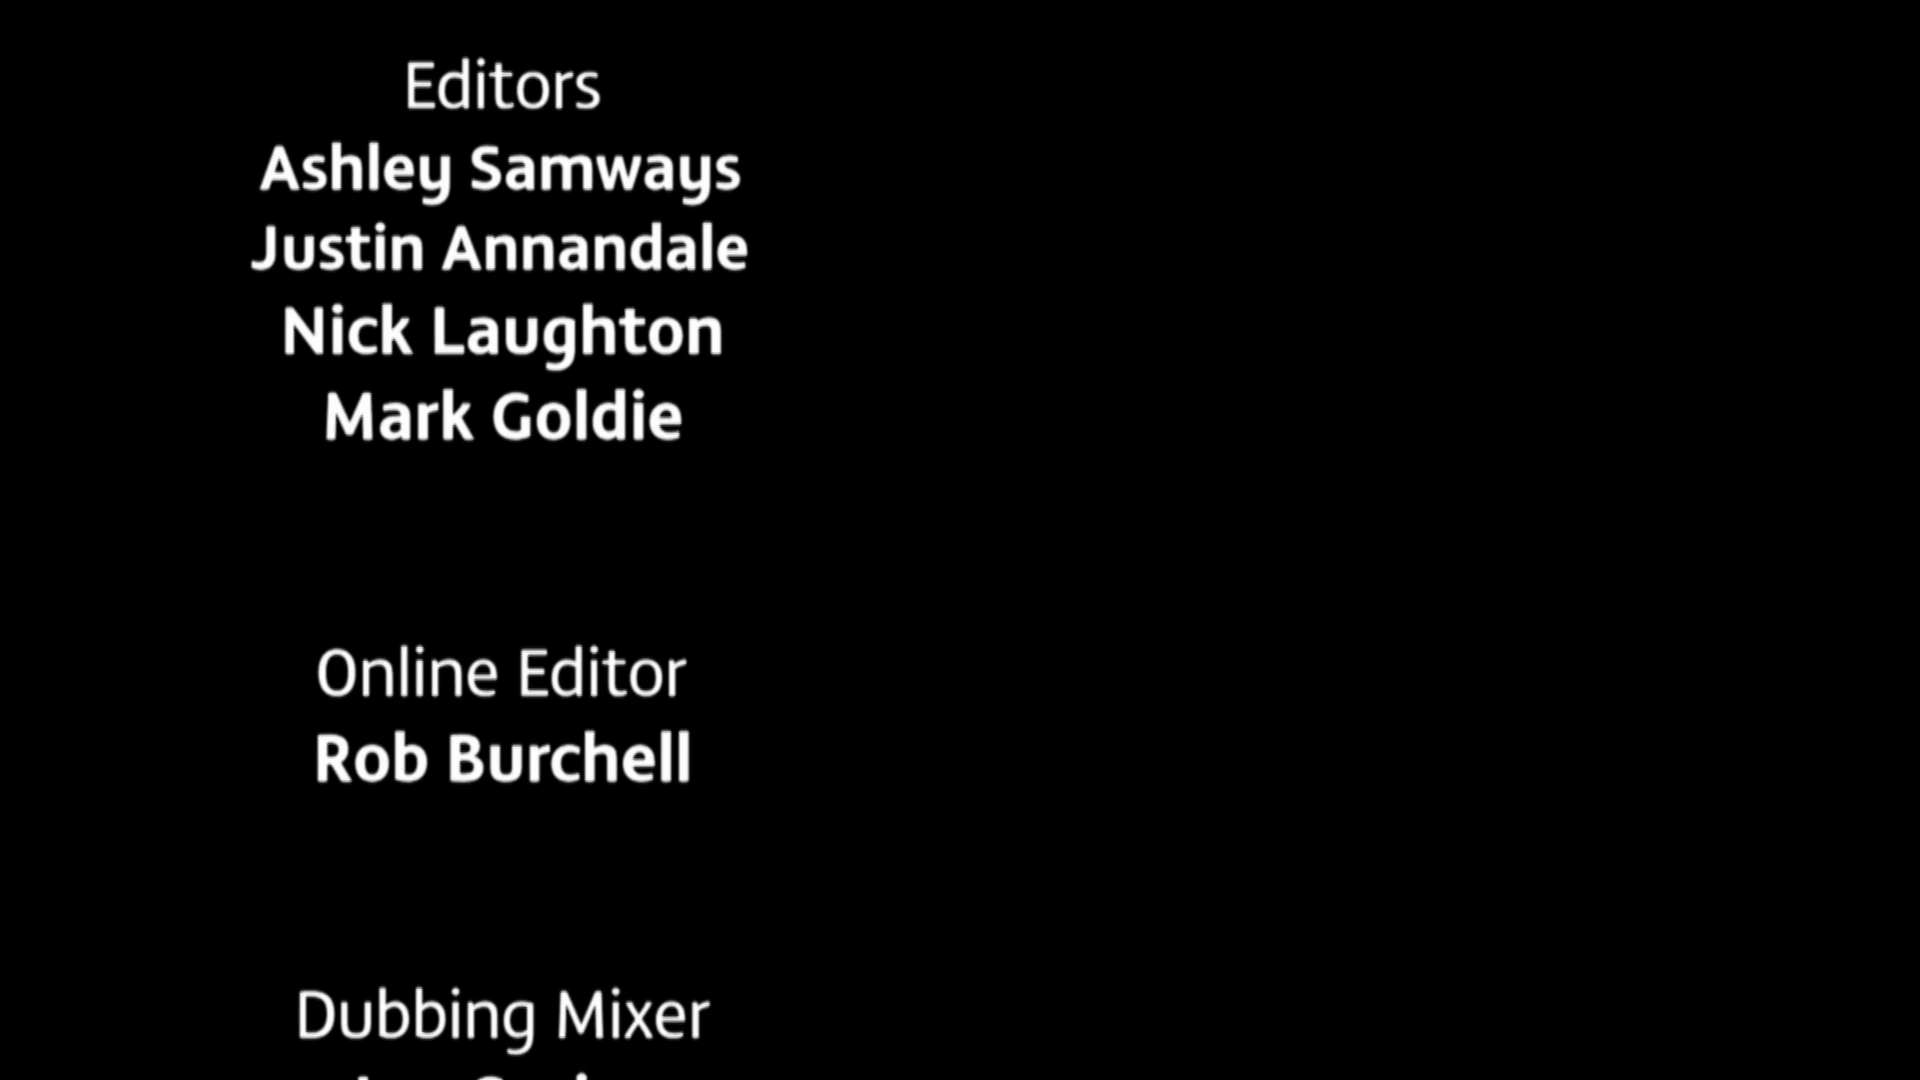 Editors
Ashley Samways
Justin Annandale
Nick Laughton
Mark Goldie
Online Editor
Rob Burchell
Dubbing Mixer